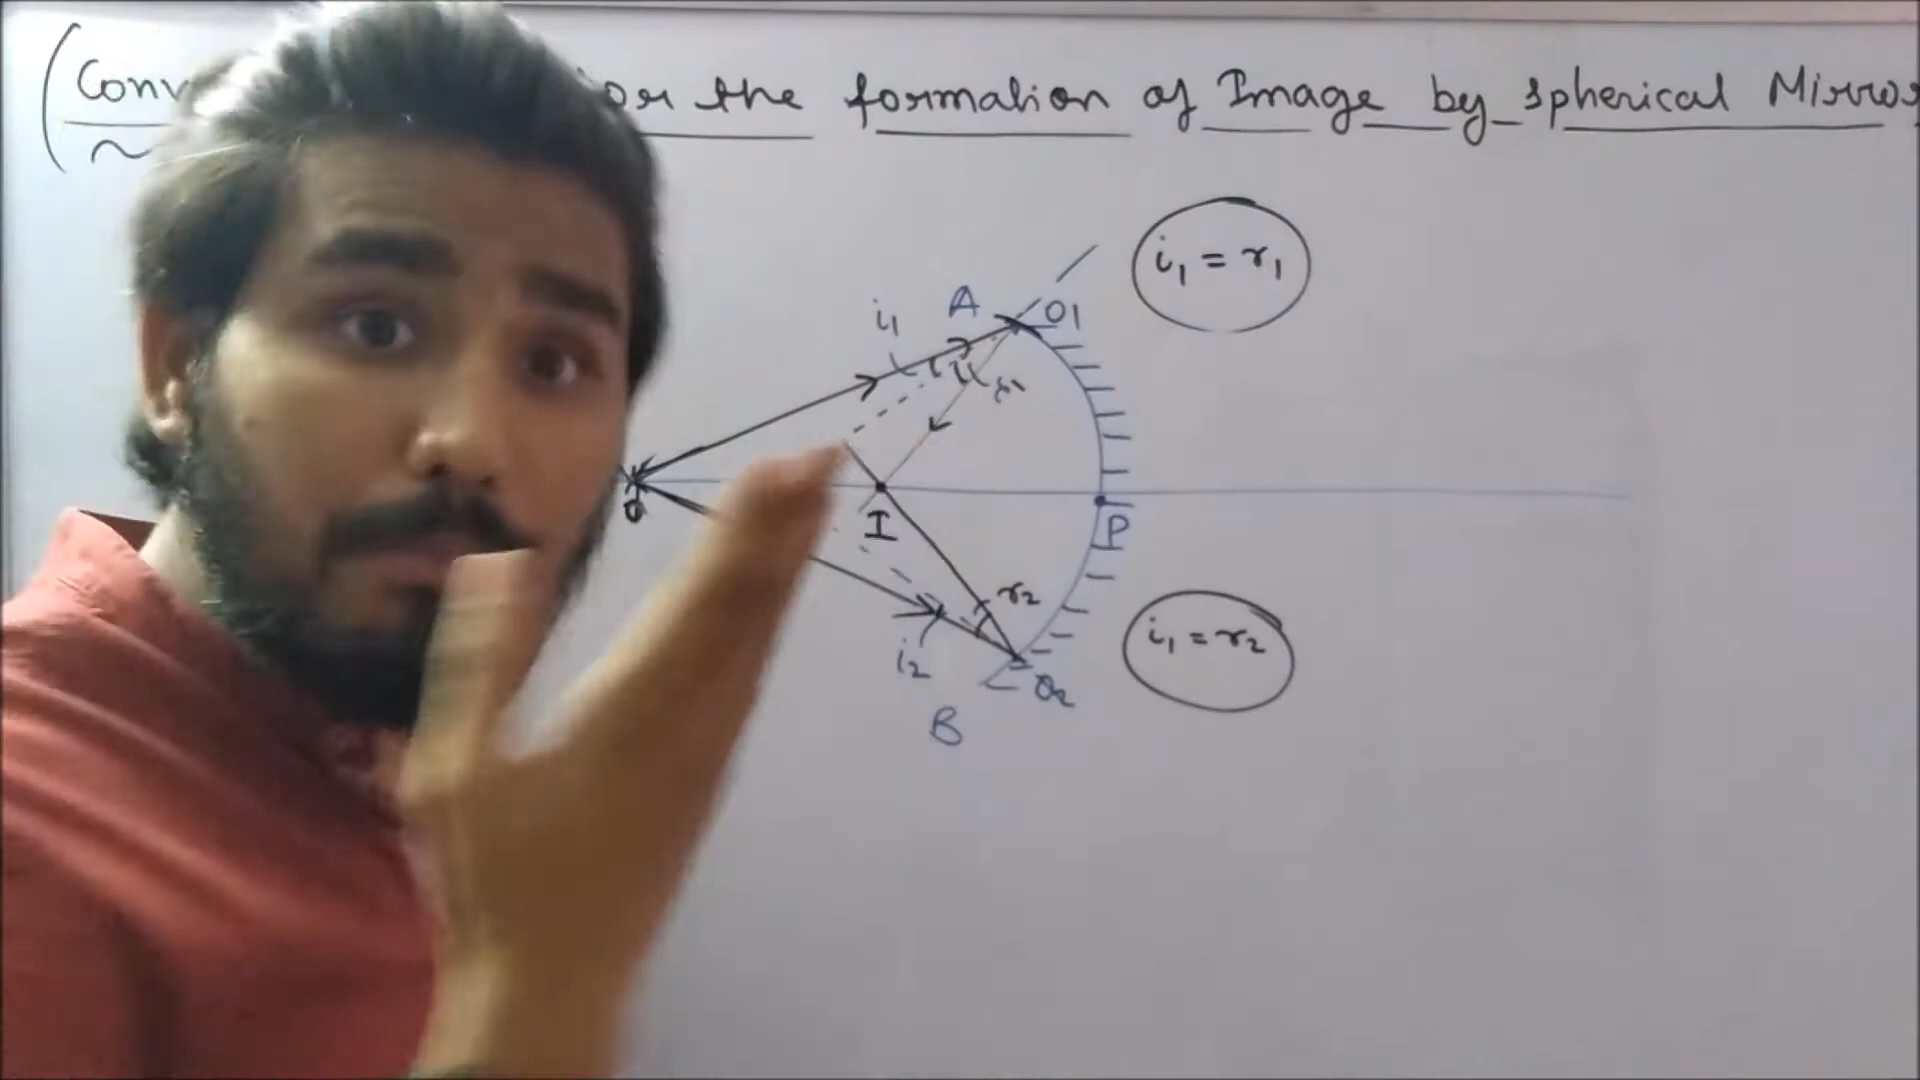 (Conv or the formation of Image by spherical Mirror
i1 = r1
A O1
i1
r1
O
I
P
r2
i1 = r2
i2
O2
B